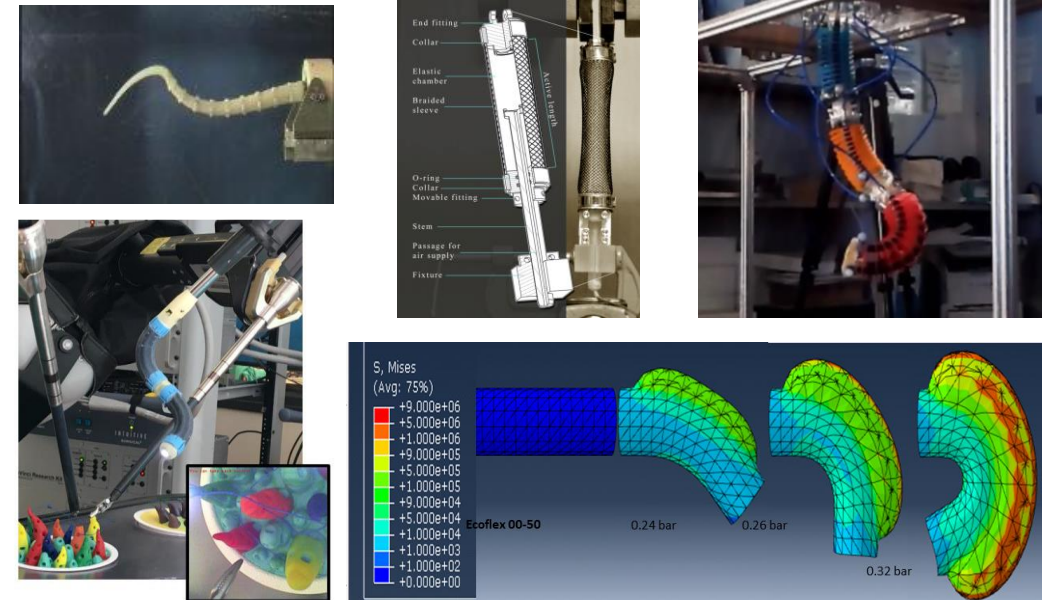 End fitting
Collar
Elastic
chamber
Braided
sleeve
Active length
O-ring
Collar
Movable fitting
Stem
Passage for
air supply
Fixture
INTUITIVE
S, Mises
(Avg: 75%)
+9.000e+06
+5.000e+06
+1.000e+06
+9.000e+05
+5.000e+05
+1.000e+05
+9.000e+04
+5.000e+04
+1.000e+04
+1.000e+03
+1.000e+02
+0.000e+00
Ecoflex 00-50
0.24 bar
0.26 bar
0.32 bar